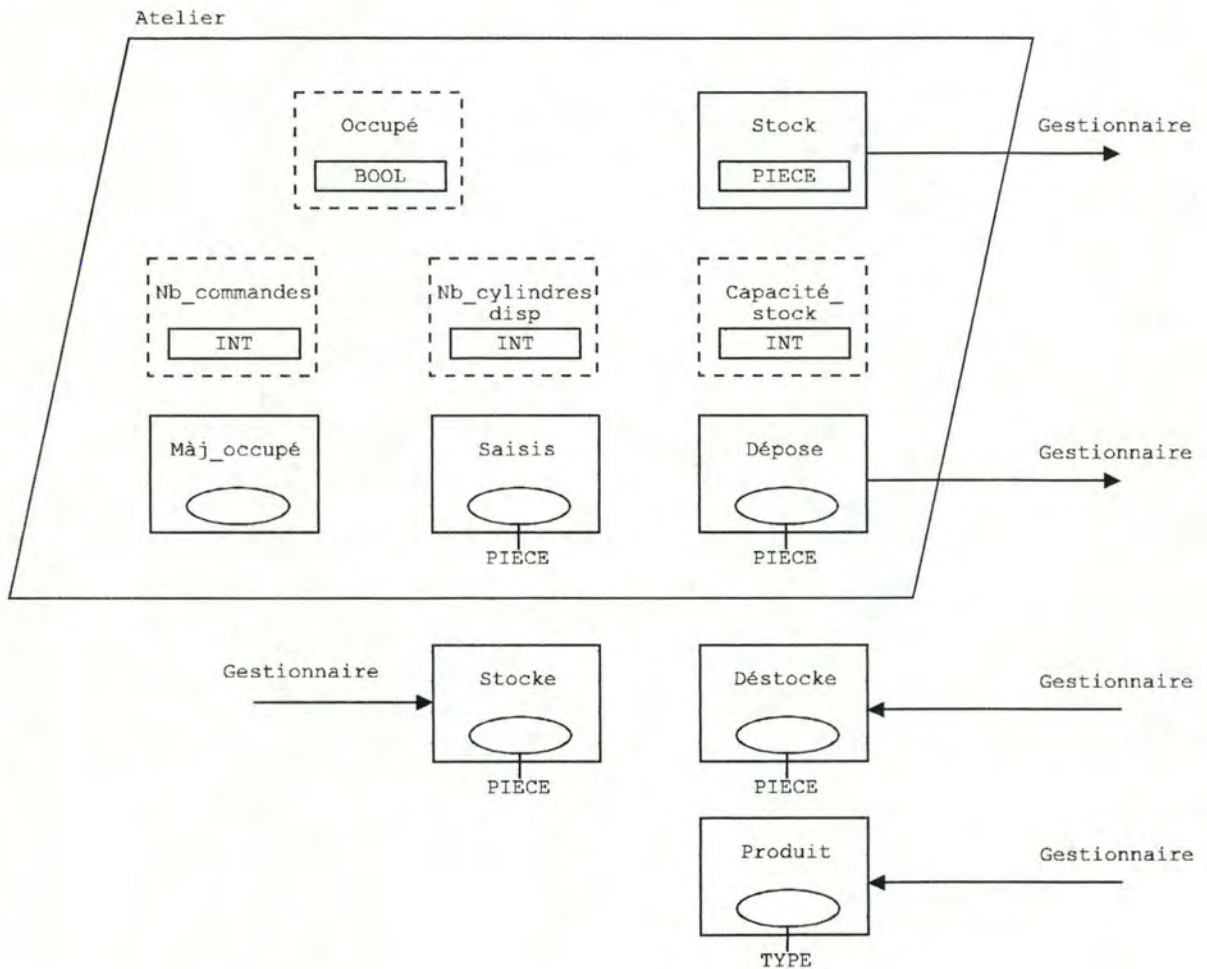 Atelier
Occupé
BOOL
Stock
PIECE
Gestionnaire
Nb_commandes
INT
Nb_cylindres
disp
INT
Capacité_
stock
INT
Màj_occupé
Saisis
PIECE
Dépose
PIECE
Gestionnaire
Gestionnaire
Stocke
PIECE
Déstocke
PIECE
Gestionnaire
Produit
TYPE
Gestionnaire